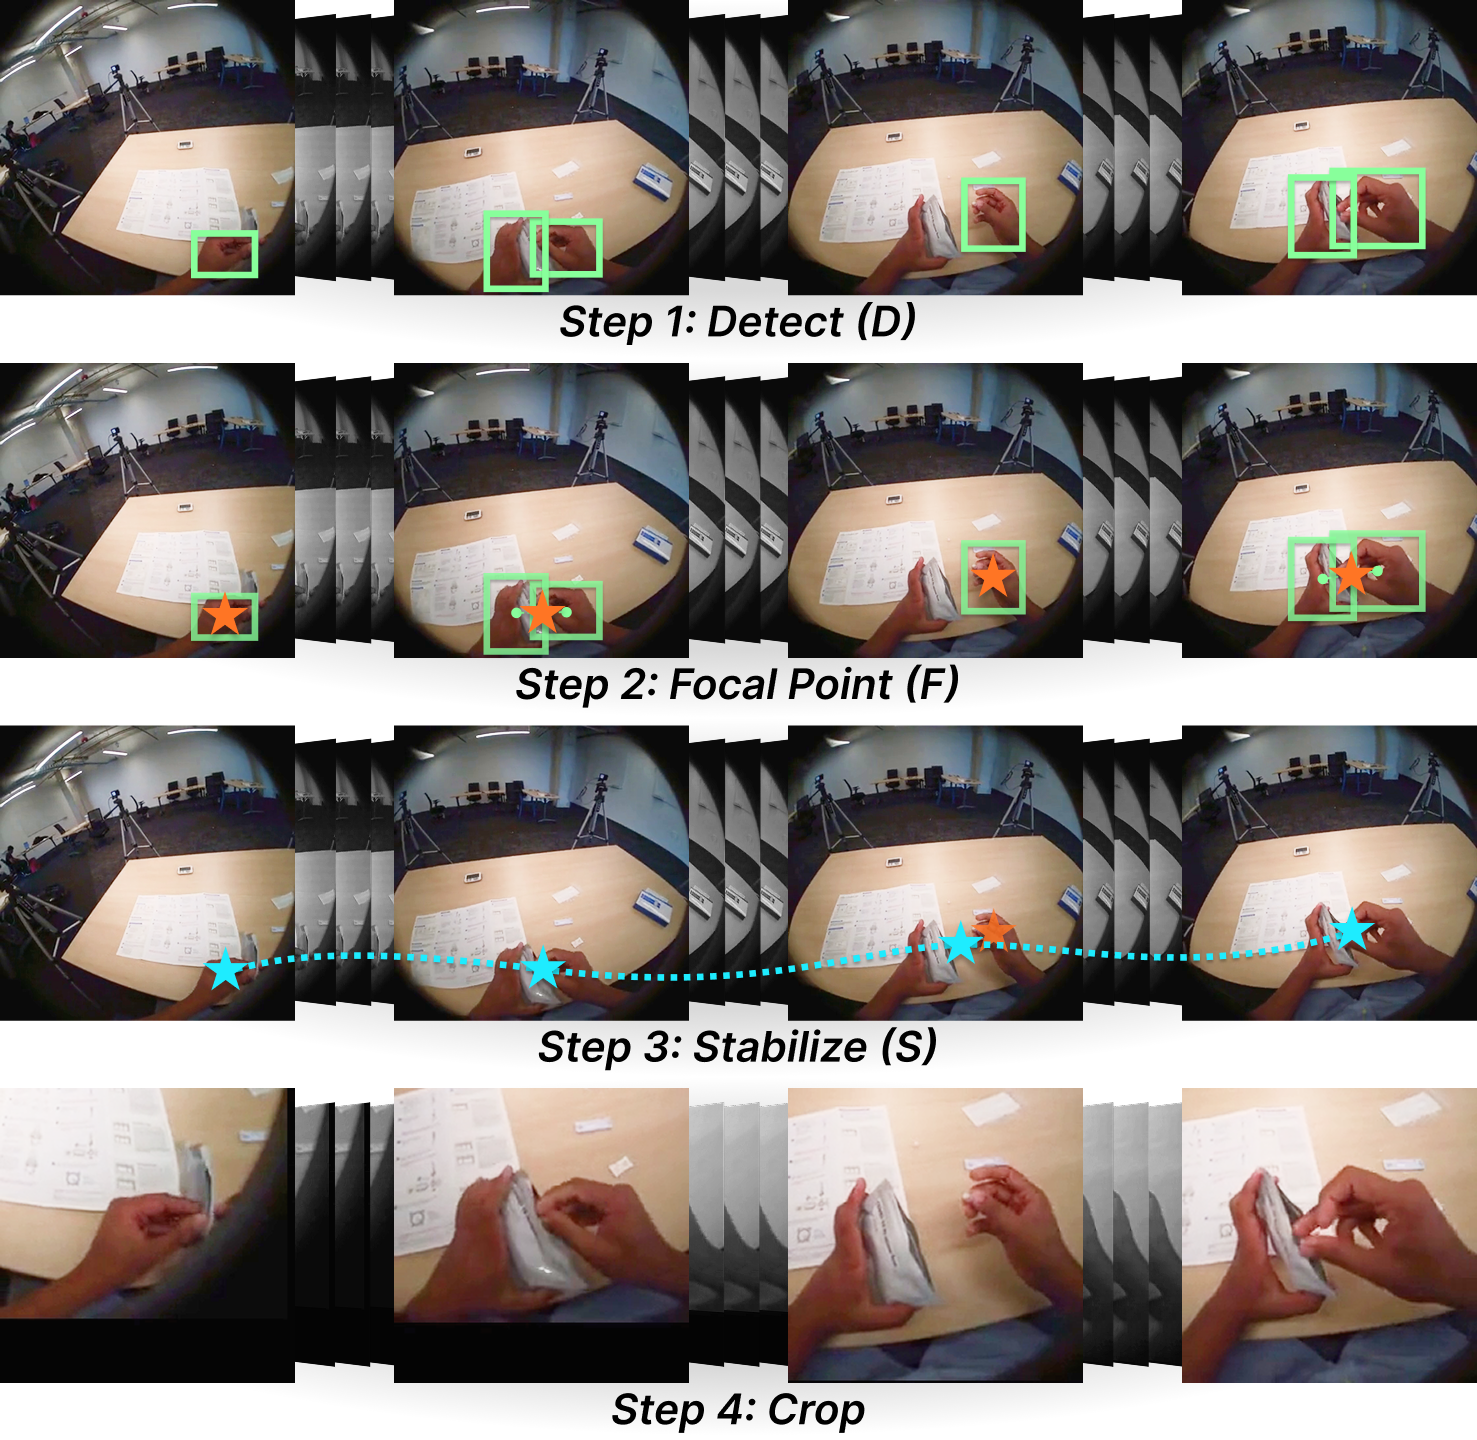 Step 1: Detect (D)
Step 2: Focal Point (F)
Step 3: Stabilize (S)
Step 4: Crop